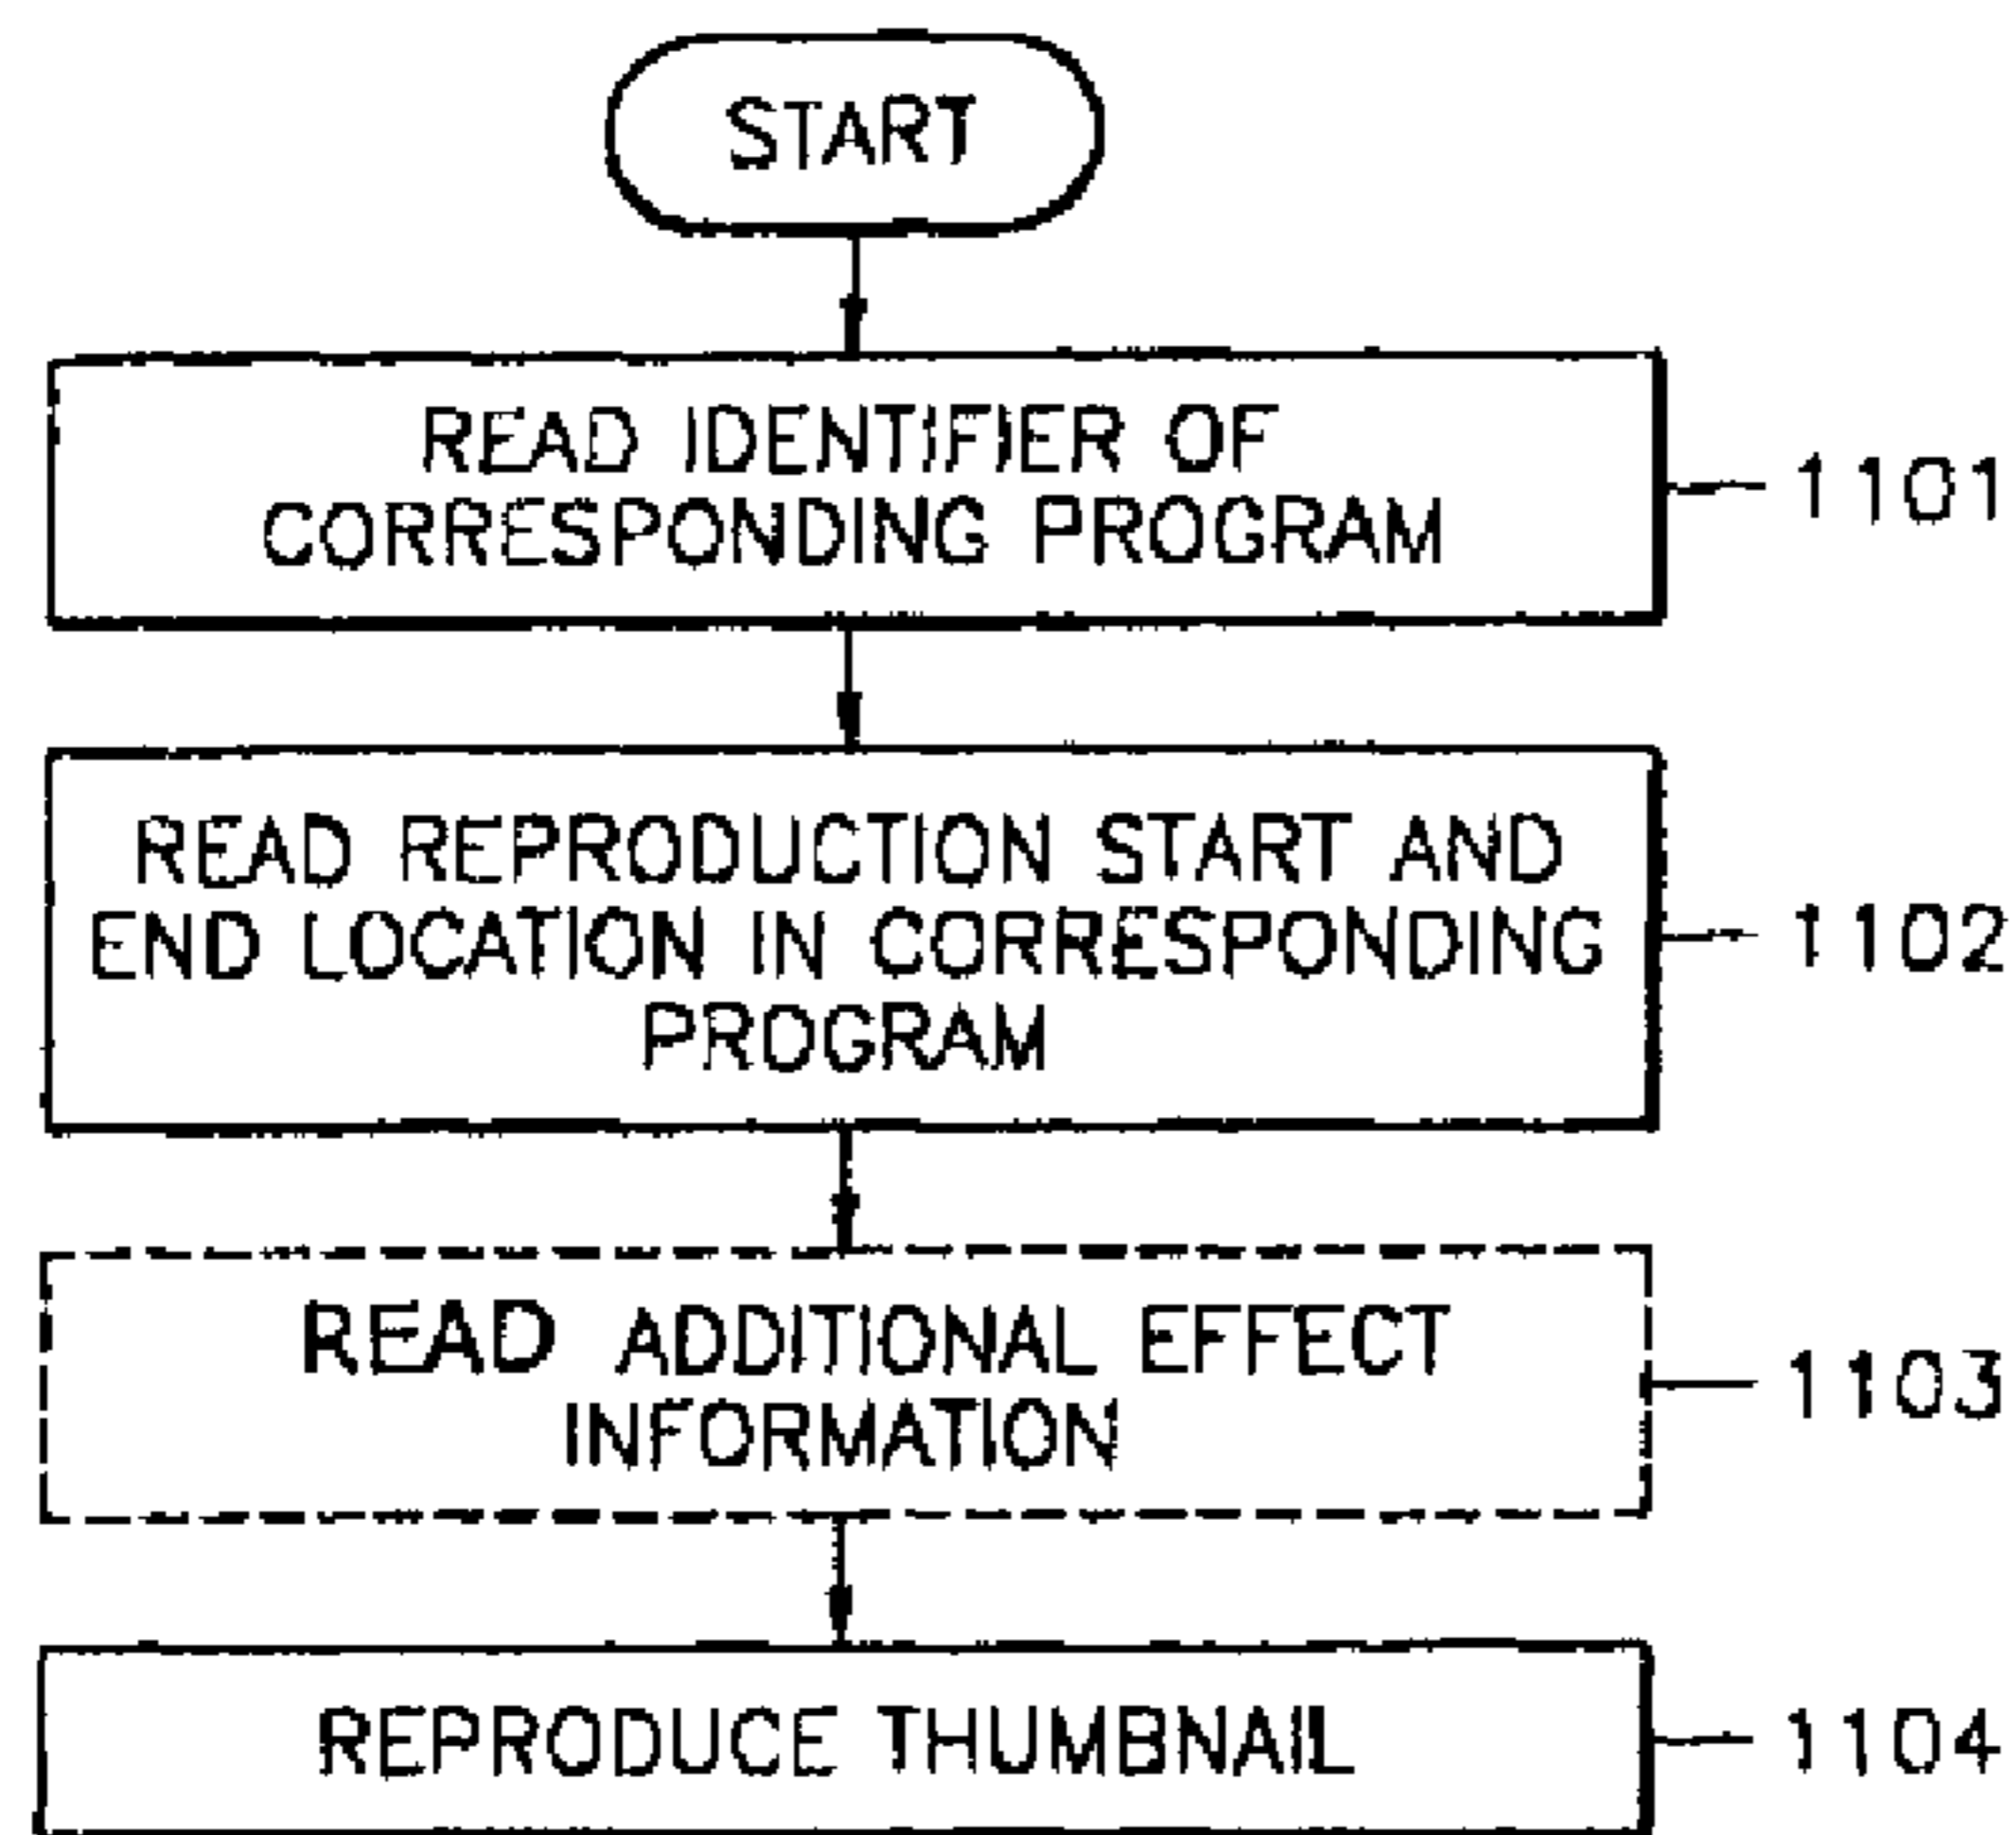 START
READ IDENTIFIER OF
CORRESPONDING PROGRAM
1101
READ REPRODUCTION START AND
END LOCATION IN CORRESPONDING
PROGRAM
1102
READ ADDITIONAL EFFECT
INFORMATION
1103
REPRODUCE THUMBNAIL
1104